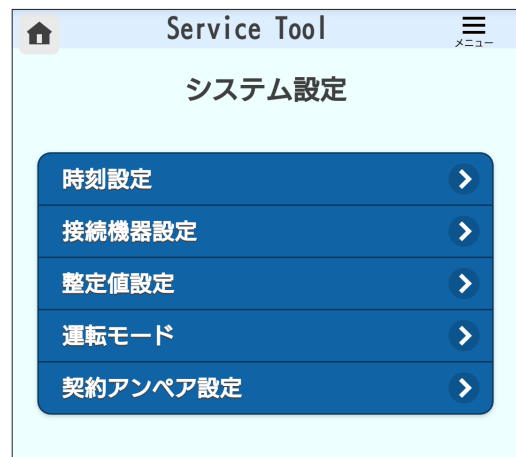 Service Tool
メニュー
システム設定
時刻設定
接続機器設定
整定値設定
運転モード
契約アンペア設定